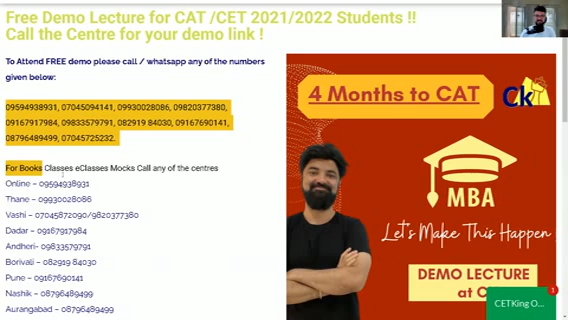 Free Demo Lecture for CAT /CET 2021/2022 Students !!
Call the Centre for your demo link !
To Attend FREE demo please call / whatsapp any of the numbers
given below:
09594938931, 07045094141, 09930028086, 09820377380,
09167917984, 09833579791, 082919 84030, 09167690141,
08796489499, 07045725232.
For Books Classes eClasses Mocks Call any of the centres
Online – 09594938931
Thane – 09930028086
Vashi – 07045872090/9820377380
Dadar – 09167917984
Andheri- 09833579791
Borivali – 082919 84030
Pune – 09167690141
Nashik – 08796489499
Aurangabad – 08796489499
4 Months to CAT
Ck
MBA
Let's Make This Happen
DEMO LECTURE
at
CETKing O...
1